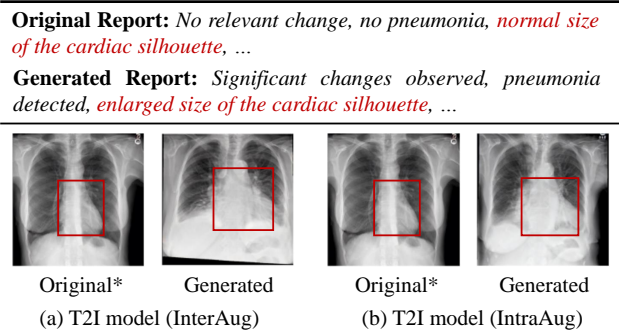 Original Report: No relevant change, no pneumonia, normal size
of the cardiac silhouette, ...
Generated Report: Significant changes observed, pneumonia
detected, enlarged size of the cardiac silhouette, ...
Original* Generated Original* Generated
(a) T2I model (InterAug) (b) T2I model (IntraAug)